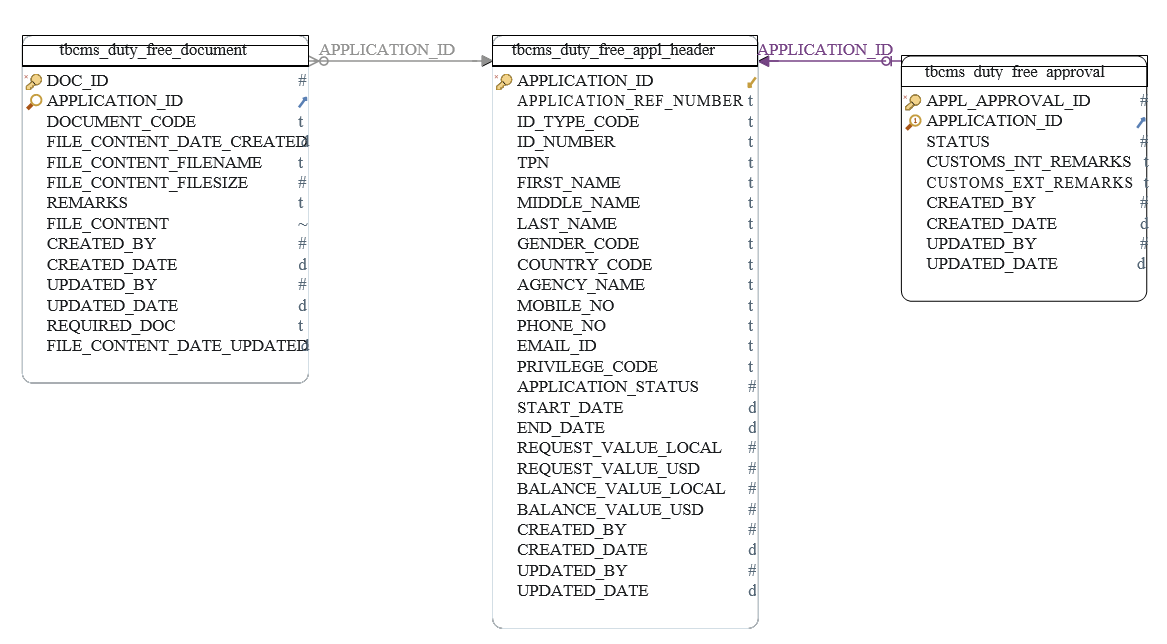 tbcms_duty_free_document
DOC_ID #
APPLICATION_ID
DOCUMENT_CODE t
FILE_CONTENT_DATE_CREATED d
FILE_CONTENT_FILENAME t
FILE_CONTENT_FILESIZE #
REMARKS t
FILE_CONTENT ~
CREATED_BY #
CREATED_DATE d
UPDATED_BY #
UPDATED_DATE d
REQUIRED_DOC t
FILE_CONTENT_DATE_UPDATED d
APPLICATION_ID
tbcms_duty_free_appl_header
APPLICATION_ID
APPLICATION_REF_NUMBER t
ID_TYPE_CODE t
ID_NUMBER t
TPN t
FIRST_NAME t
MIDDLE_NAME t
LAST_NAME t
GENDER_CODE t
COUNTRY_CODE t
AGENCY_NAME t
MOBILE_NO t
PHONE_NO t
EMAIL_ID t
PRIVILEGE_CODE t
APPLICATION_STATUS #
START_DATE d
END_DATE d
REQUEST_VALUE_LOCAL #
REQUEST_VALUE_USD #
BALANCE_VALUE_LOCAL #
BALANCE_VALUE_USD #
CREATED_BY #
CREATED_DATE d
UPDATED_BY #
UPDATED_DATE d
APPLICATION_ID
tbcms_duty_free_approval
APPL_APPROVAL_ID #
APPLICATION_ID
STATUS #
CUSTOMS_INT_REMARKS t
CUSTOMS_EXT_REMARKS t
CREATED_BY #
CREATED_DATE d
UPDATED_BY #
UPDATED_DATE d